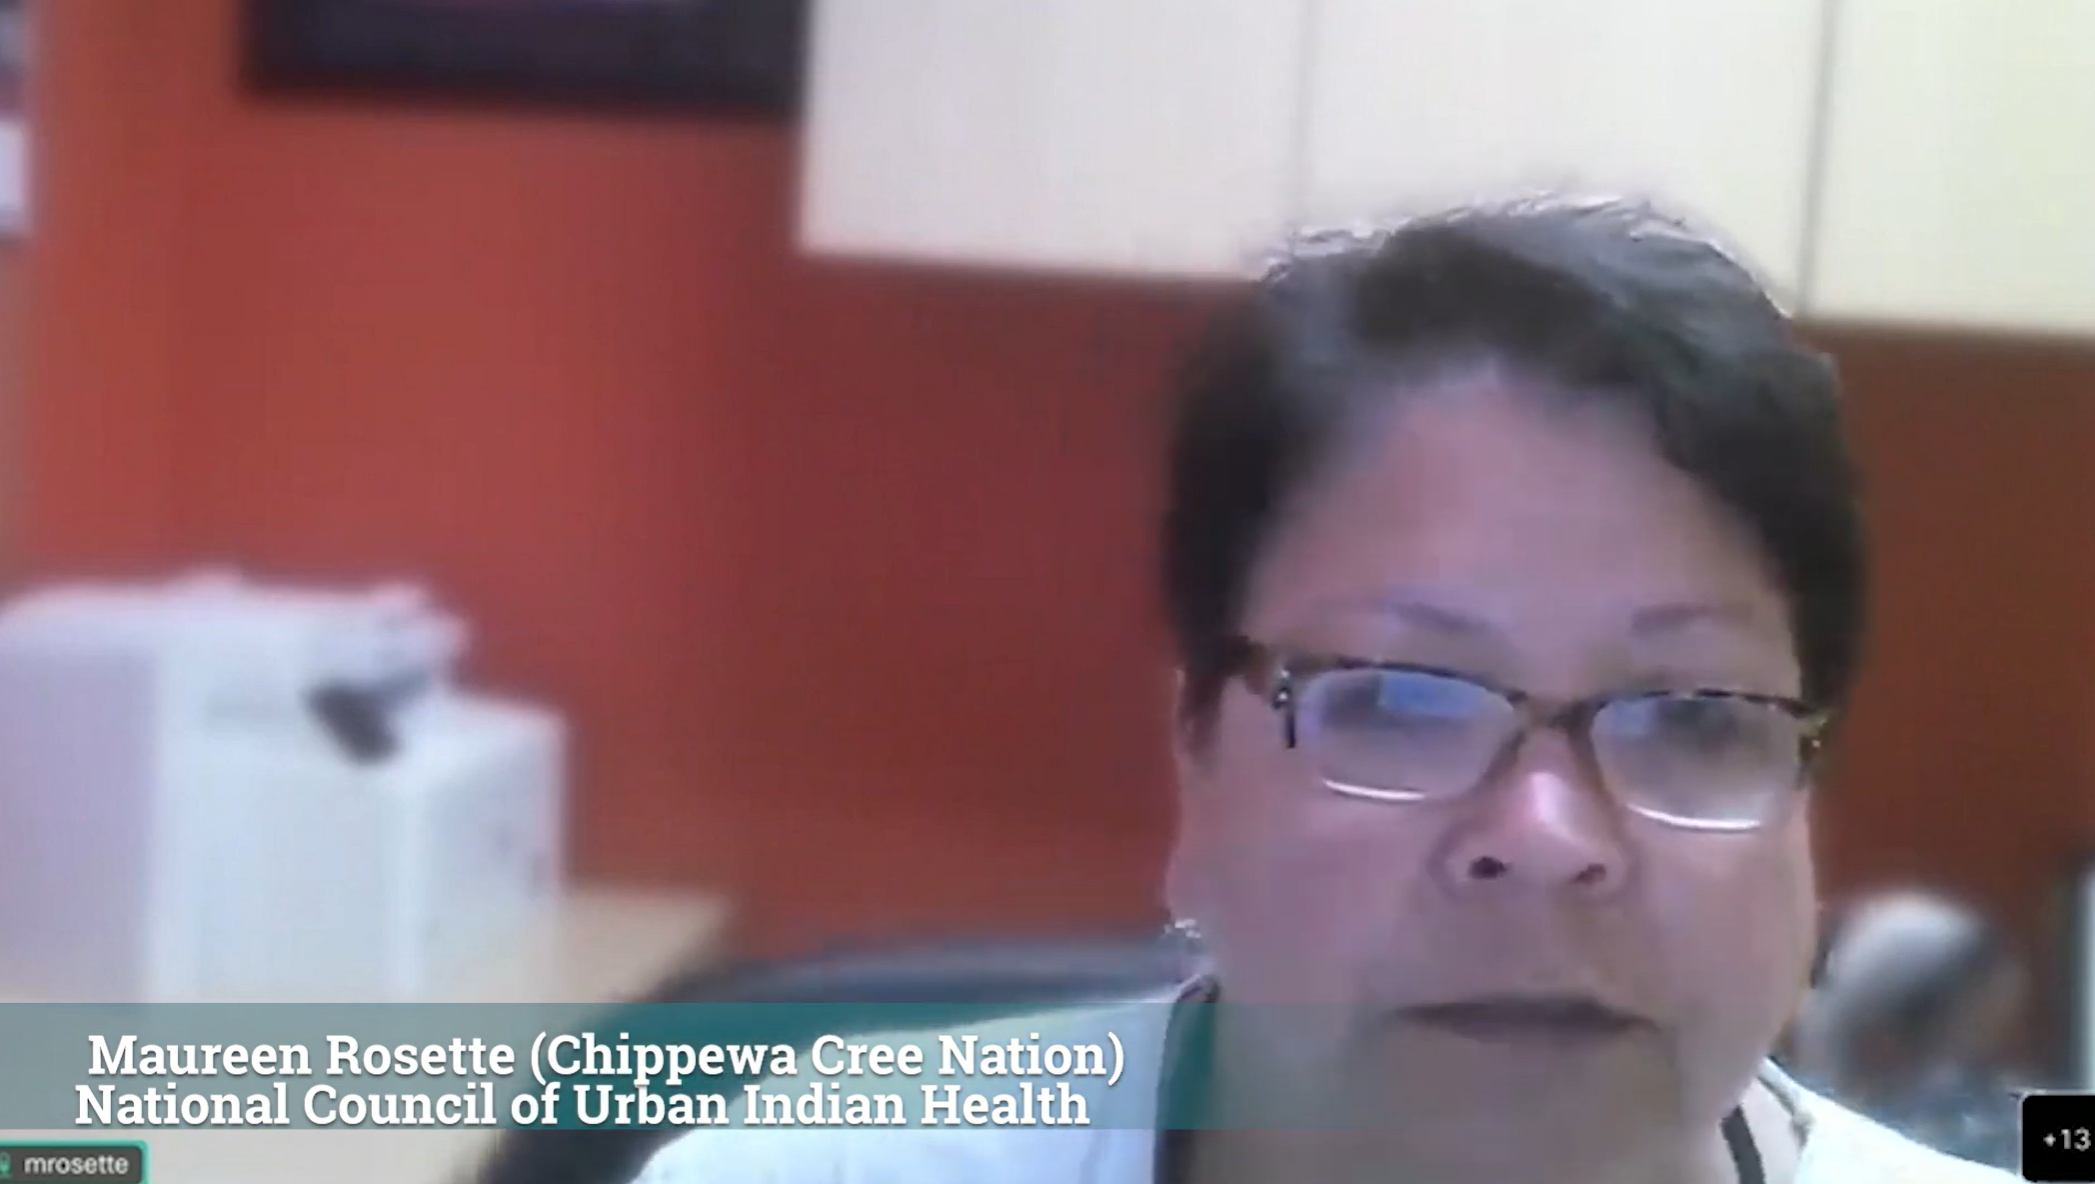 Maureen Rosette (Chippewa Cree Nation)
National Council of Urban Indian Health
mrosette
+13